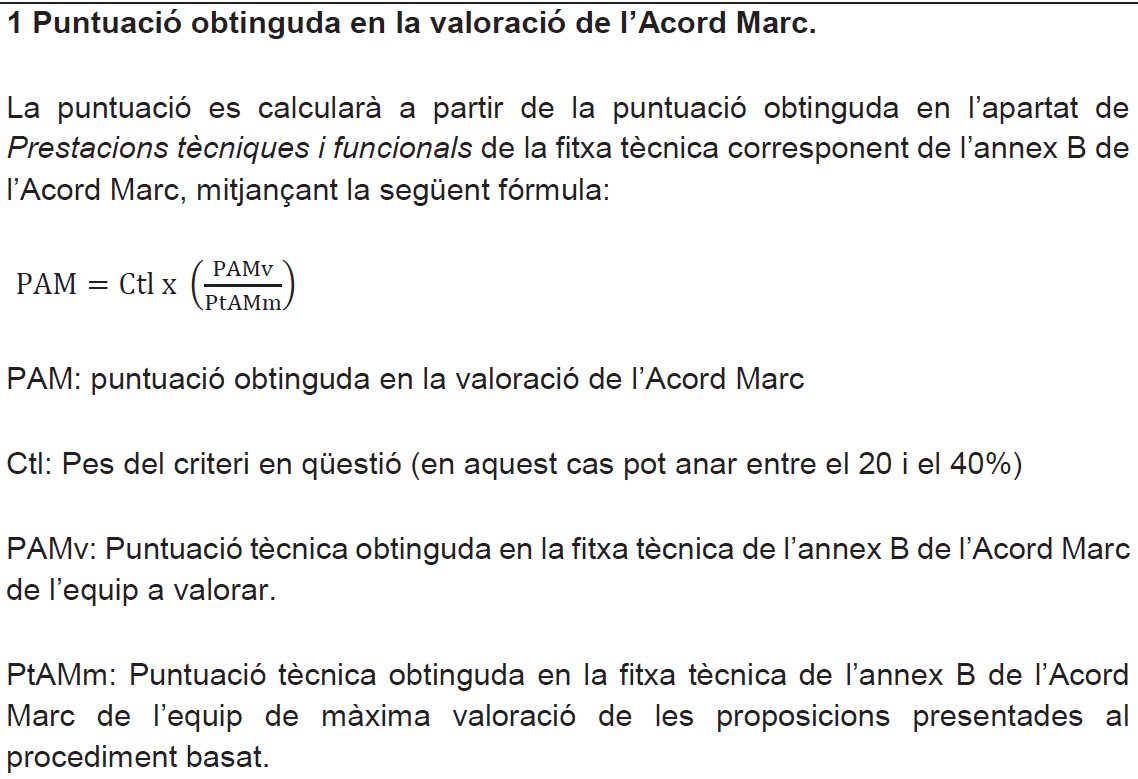 1 Puntuació obtinguda en la valoració de l’Acord Marc.
La puntuació es calcularà a partir de la puntuació obtinguda en l’apartat de
Prestacions tècniques i funcionals de la fitxa tècnica corresponent de l’annex B de
l’Acord Marc, mitjançant la següent fórmula:
PAM = Ctl x (PAMv/PtAMm)
PAM: puntuació obtinguda en la valoració de l’Acord Marc
Ctl: Pes del criteri en qüestió (en aquest cas pot anar entre el 20 i el 40%)
PAMv: Puntuació tècnica obtinguda en la fitxa tècnica de l’annex B de l’Acord Marc
de l’equip a valorar.
PtAMm: Puntuació tècnica obtinguda en la fitxa tècnica de l’annex B de l’Acord
Marc de l’equip de màxima valoració de les proposicions presentades al
procediment basat.